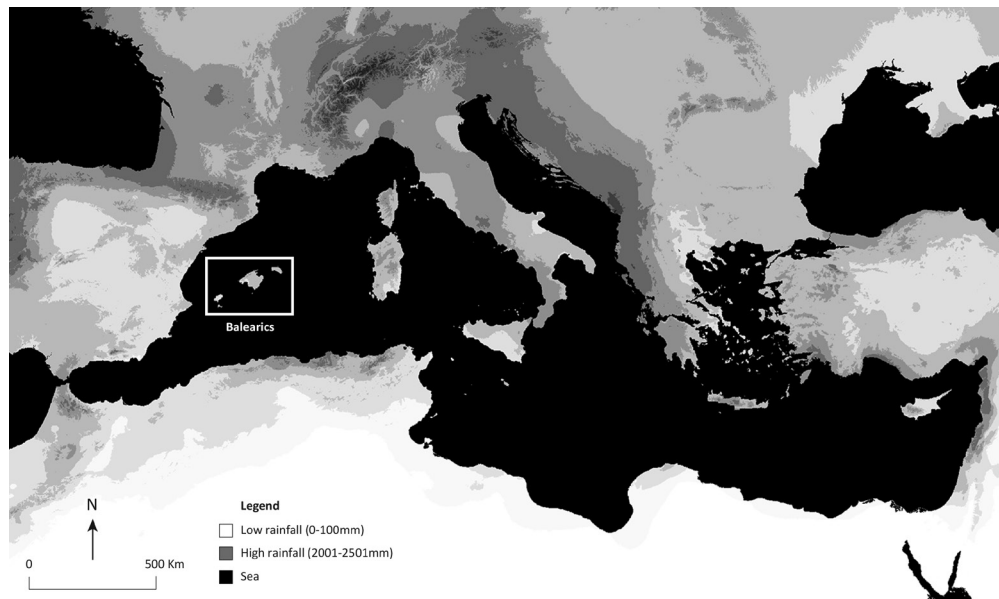 Balearics
N
0
500 Km
Legend
Low rainfall (0-100mm)
High rainfall (2001-2501mm)
Sea